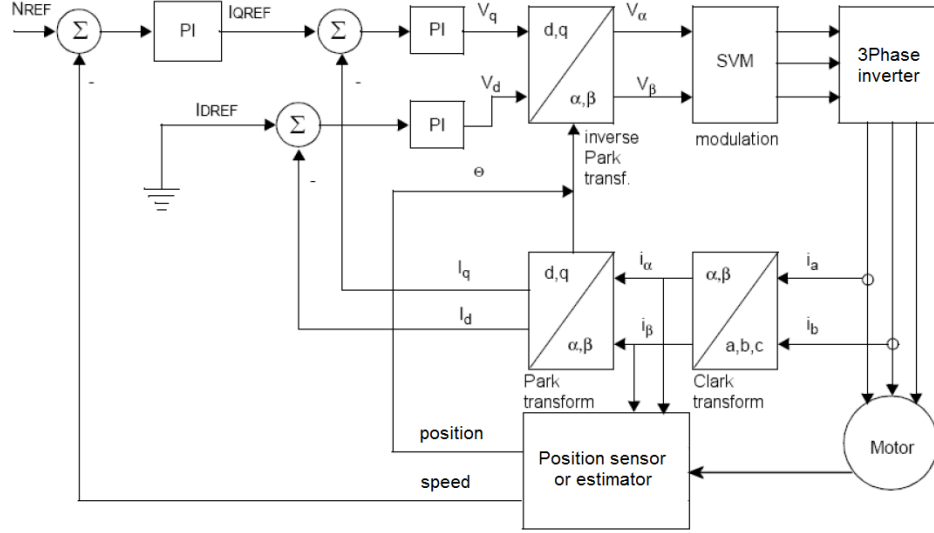 NREF
Σ
PI
IQREF
Σ
PI
Vq
d,q
α,β
Vα
Vβ
SVM
3Phase
inverter
-
-
Vd
IDREF
Σ
PI
-
inverse
Park
transf.
modulation
Θ
Iq
Id
d,q
α,β
iα
iβ
α,β
a,b,c
ia
ib
Park
transform
Clark
transform
position
speed
Position sensor
or estimator
Motor